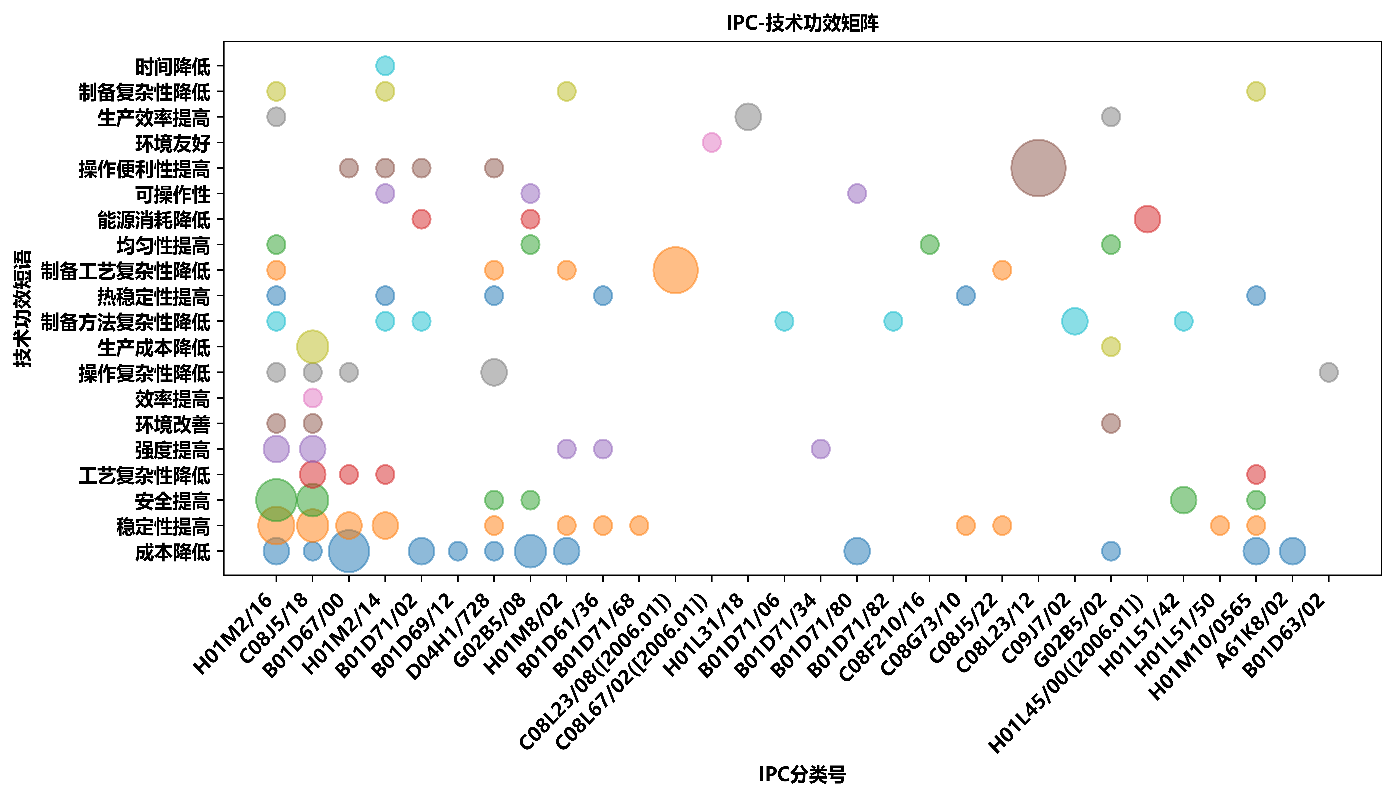 IPC-技术功效矩阵
技术功效短语
时间降低
制备复杂性降低
生产效率提高
环境友好
操作便利性提高
可操作性
能源消耗降低
均匀性提高
制备工艺复杂性降低
热稳定性提高
制备方法复杂性降低
生产成本降低
操作复杂性降低
效率提高
环境改善
强度提高
工艺复杂性降低
安全提高
稳定性提高
成本降低
H01M2/16
C08J5/18
B01D67/00
H01M2/14
B01D71/02
B01D69/12
D04H1/728
G02B5/08
H01M8/02
B01D61/36
B01D71/68
C08L23/08([2006.01])
C08L67/02([2006.01])
H01L31/18
B01D71/06
B01D71/34
B01D71/80
B01D71/82
C08F210/16
C08G73/10
C08J5/22
C08L23/12
C09J7/02
G02B5/02
H01L45/00([2006.01])
H01L51/42
H01L51/50
H01M10/0565
A61K8/02
B01D63/02
IPC分类号